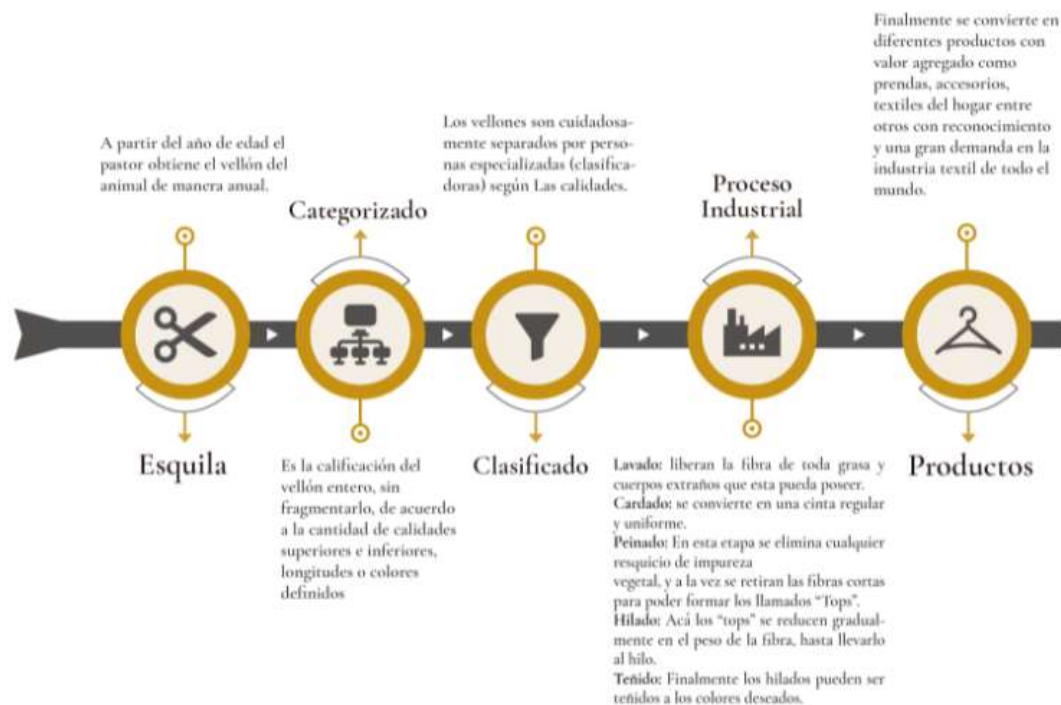 A partir del año de edad el
pastor obtiene el vellón del
animal de manera anual.
Esquila
Categorizado
Es la calificación del
vellón entero, sin
fragmentarlo, de acuerdo
a la cantidad de calidades
superiores e inferiores,
longitudes o colores
definidos
Los vellones son cuidadosa-
mente separados por perso-
nas especializadas (clasifica-
doras) según Las calidades.
Clasificado
Proceso
Industrial
Lavado: liberan la fibra de toda grasa y
cuerpos extraños que esta pueda poseer.
Cardado: se convierte en una cinta regular
y uniforme.
Peinado: En esta etapa se elimina cualquier
resquicio de impureza
vegetal, y a la vez se retiran las fibras cortas
para poder formar los llamados “Tops”.
Hilado: Acá los “tops” se reducen gradual-
mente en el peso de la fibra, hasta llevarlo
al hilo.
Teñido: Finalmente los hilados pueden ser
teñidos a los colores deseados.
Finalmente se convierte en
diferentes productos con
valor agregado como
prendas, accesorios,
textiles del hogar entre
otros con reconocimiento
y una gran demanda en la
industria textil de todo el
mundo.
Productos